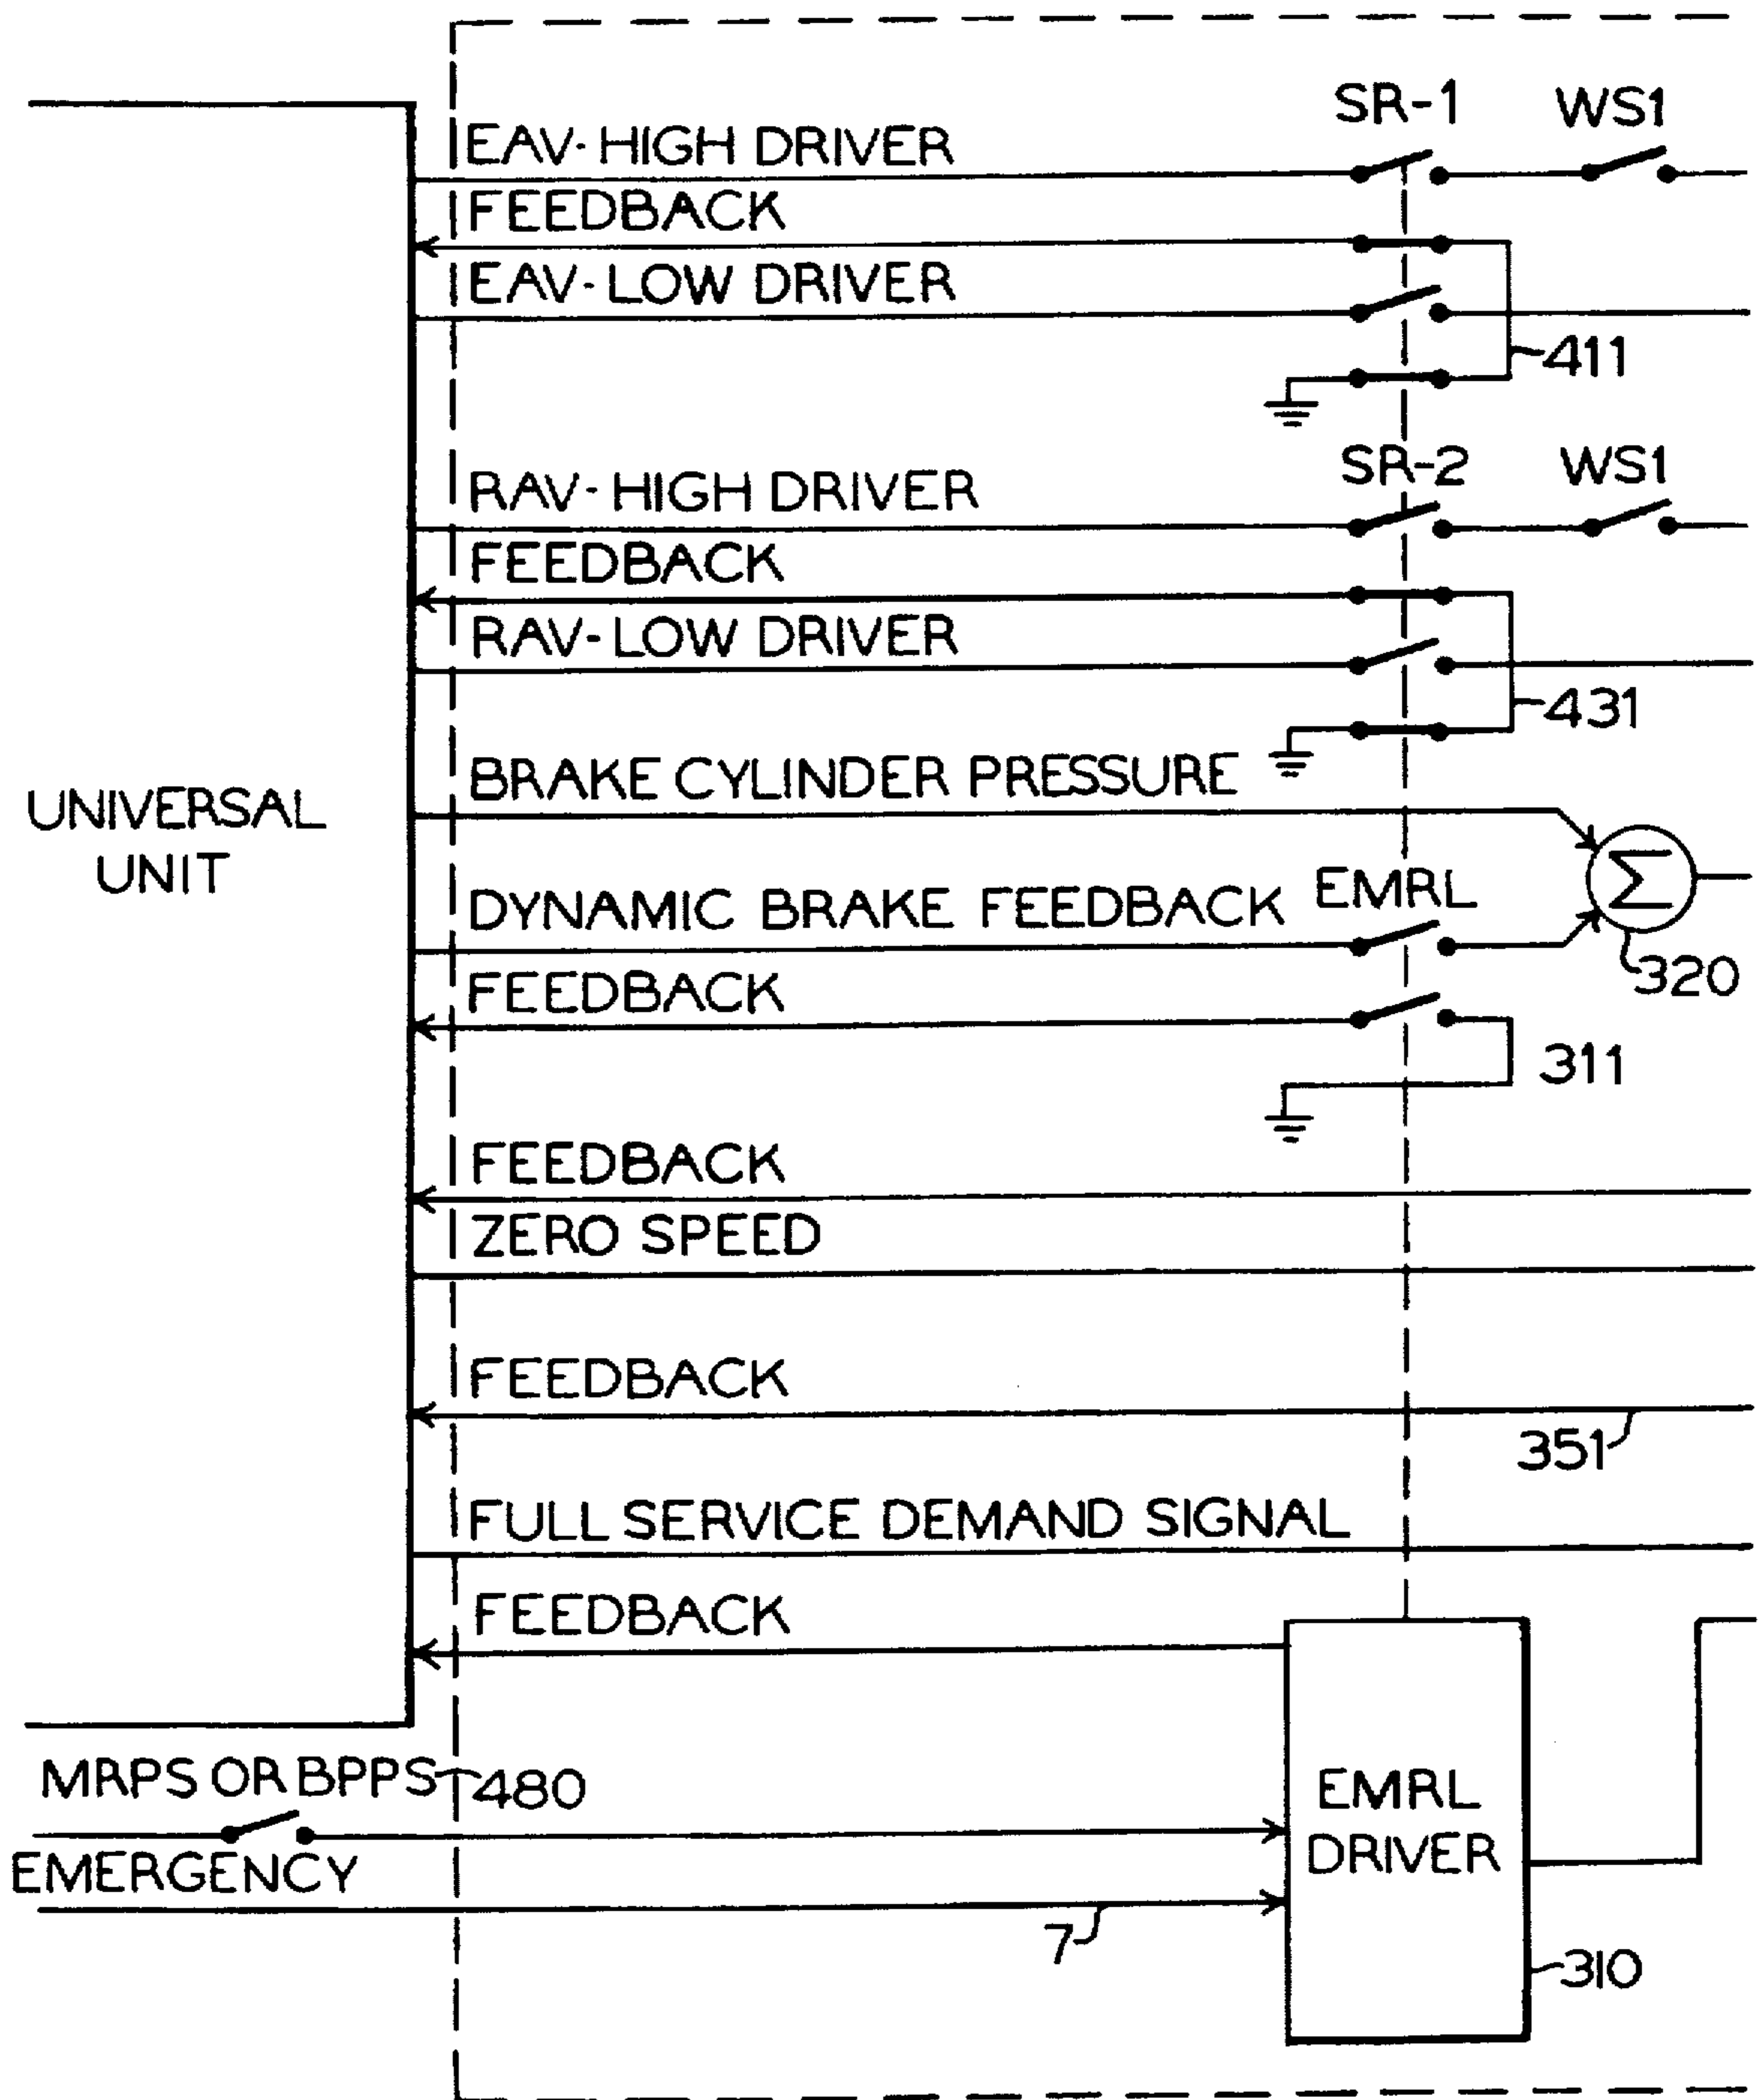 SR-1 WS1
EAV-HIGH DRIVER
FEEDBACK
EAV-LOW DRIVER
411
SR-2 WS1
RAV-HIGH DRIVER
FEEDBACK
RAV-LOW DRIVER
431
BRAKE CYLINDER PRESSURE
UNIVERSAL
UNIT
Σ
DYNAMIC BRAKE FEEDBACK EMRL
320
FEEDBACK
311
FEEDBACK
ZERO SPEED
FEEDBACK
351
FULL SERVICE DEMAND SIGNAL
FEEDBACK
MRPS OR BPPS 480
EMRL
DRIVER
EMERGENCY
7
310